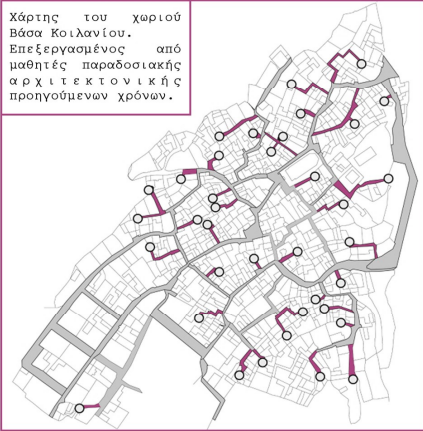 Χάρτης του χωριού
Βάσα Κοιλανίου.
Επεξεργασμένος από
μαθητές παραδοσιακής
αρχιτεκτονικής
προηγούμενων χρόνων.